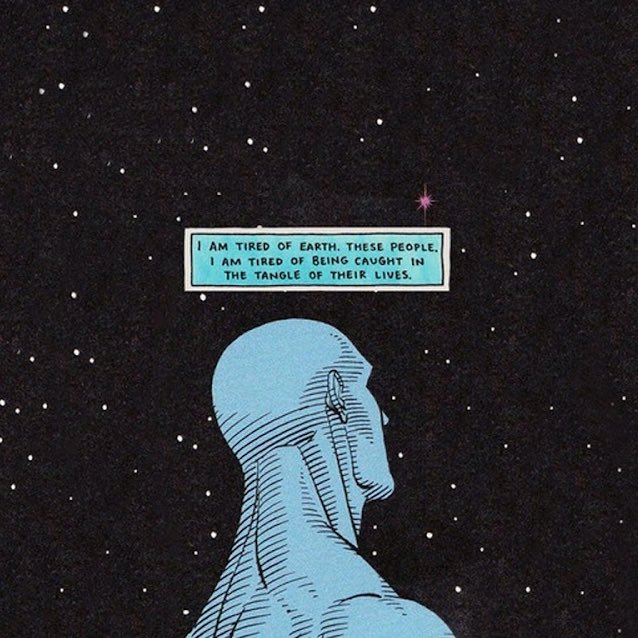 I AM TIRED OF EARTH. THESE PEOPLE.
I AM TIRED OF BEING CAUGHT IN
THE TANGLE OF THEIR LIVES.